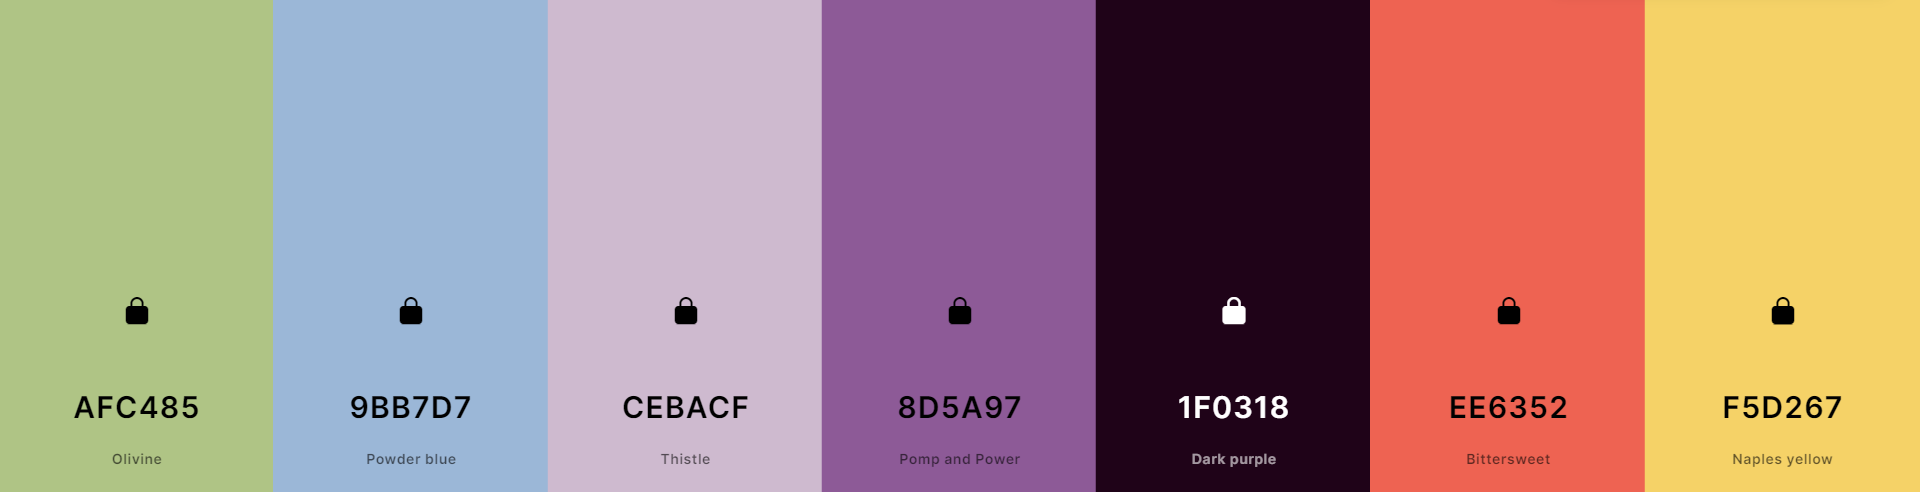 AFC485
Olivine
9BB7D7
Powder blue
CEBACF
Thistle
8D5A97
Pomp and Power
1F0318
Dark purple
EE6352
Bittersweet
F5D267
Naples yellow